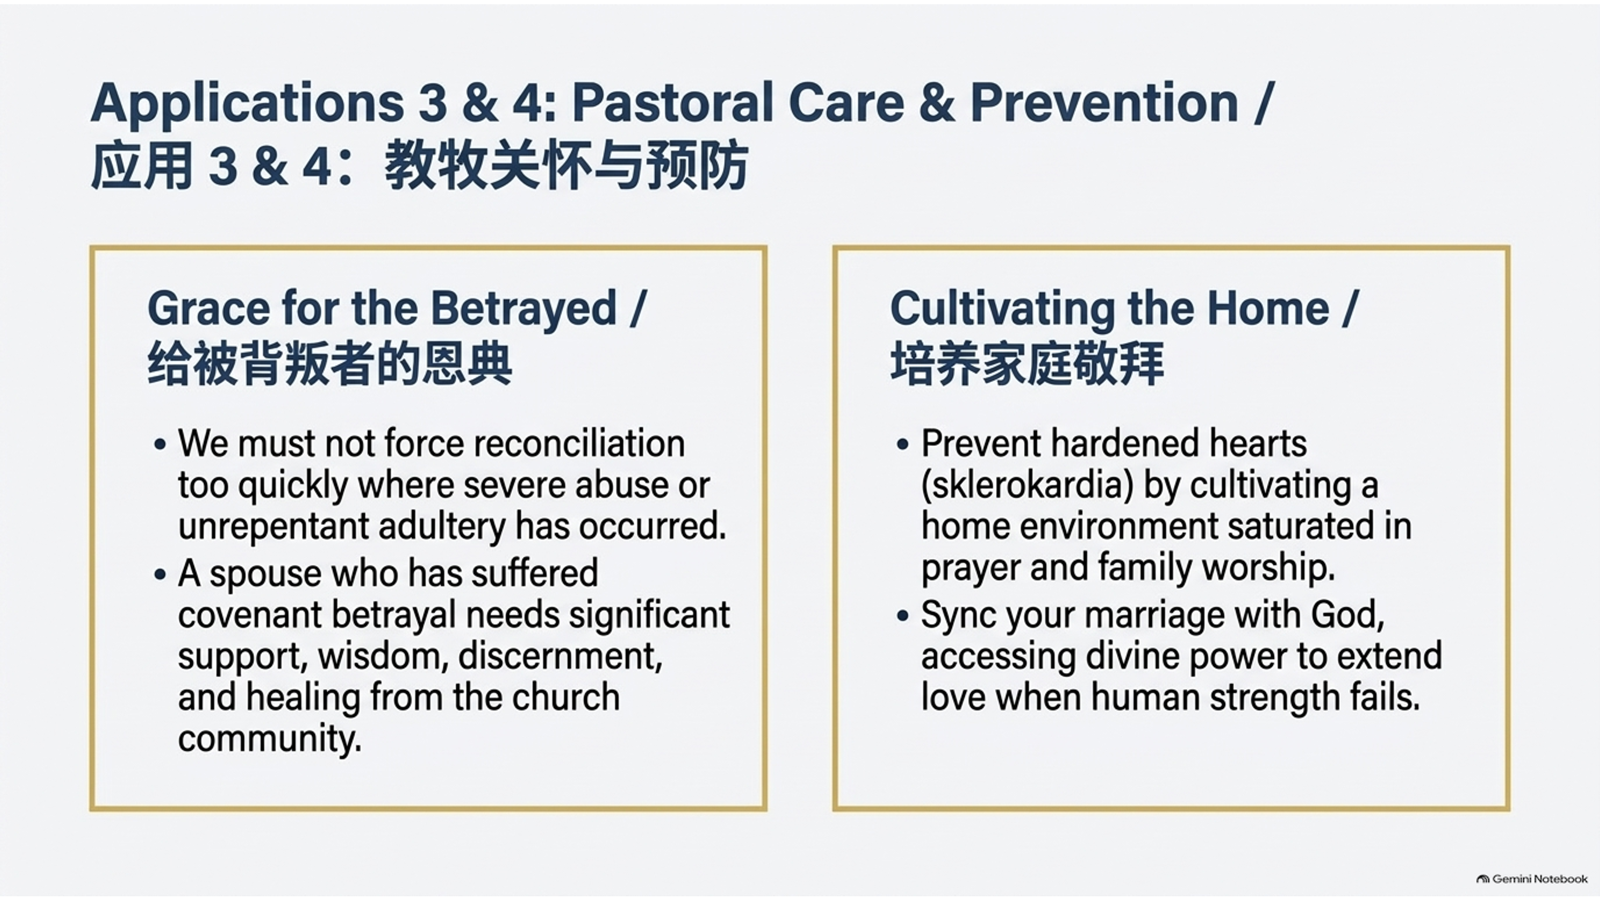 Applications 3 & 4: Pastoral Care & Prevention /
应用 3 & 4：教牧关怀与预防
Grace for the Betrayed /
给被背叛者的恩典
• We must not force reconciliation
too quickly where severe abuse or
unrepentant adultery has occurred.
• A spouse who has suffered
covenant betrayal needs significant
support, wisdom, discernment,
and healing from the church
community.
Cultivating the Home /
培养家庭敬拜
• Prevent hardened hearts
(sklerokardia) by cultivating a
home environment saturated in
prayer and family worship.
• Sync your marriage with God,
accessing divine power to extend
love when human strength fails.
Gemini Notebook